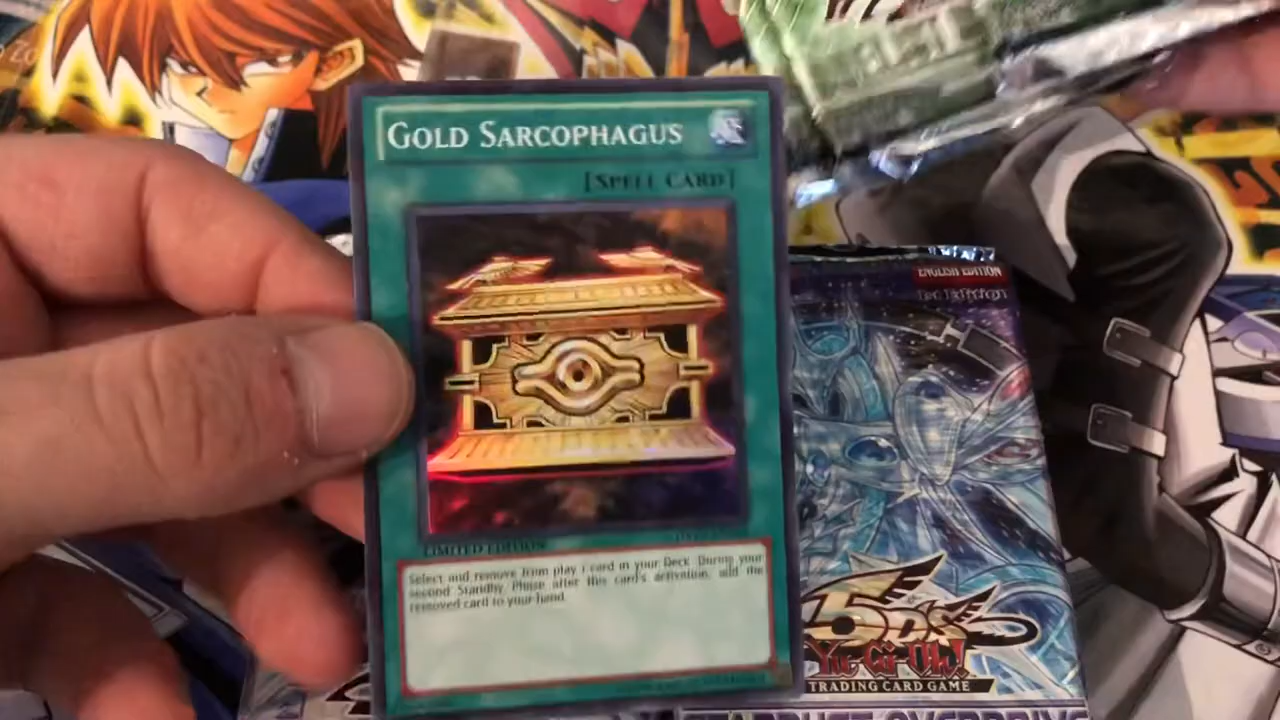 GOLD SARCOPHAGUS
[SPELL CARD]
LIMITED EDITION
Select and remove from play 1 card in your Deck. During your
second Standby Phase after this card's activation, add the
removed card to your hand.
ENGLISH EDITION
1st Edition
5D's
Yu-Gi-Oh!
TRADING CARD GAME
STARDUST OVERDRIVE